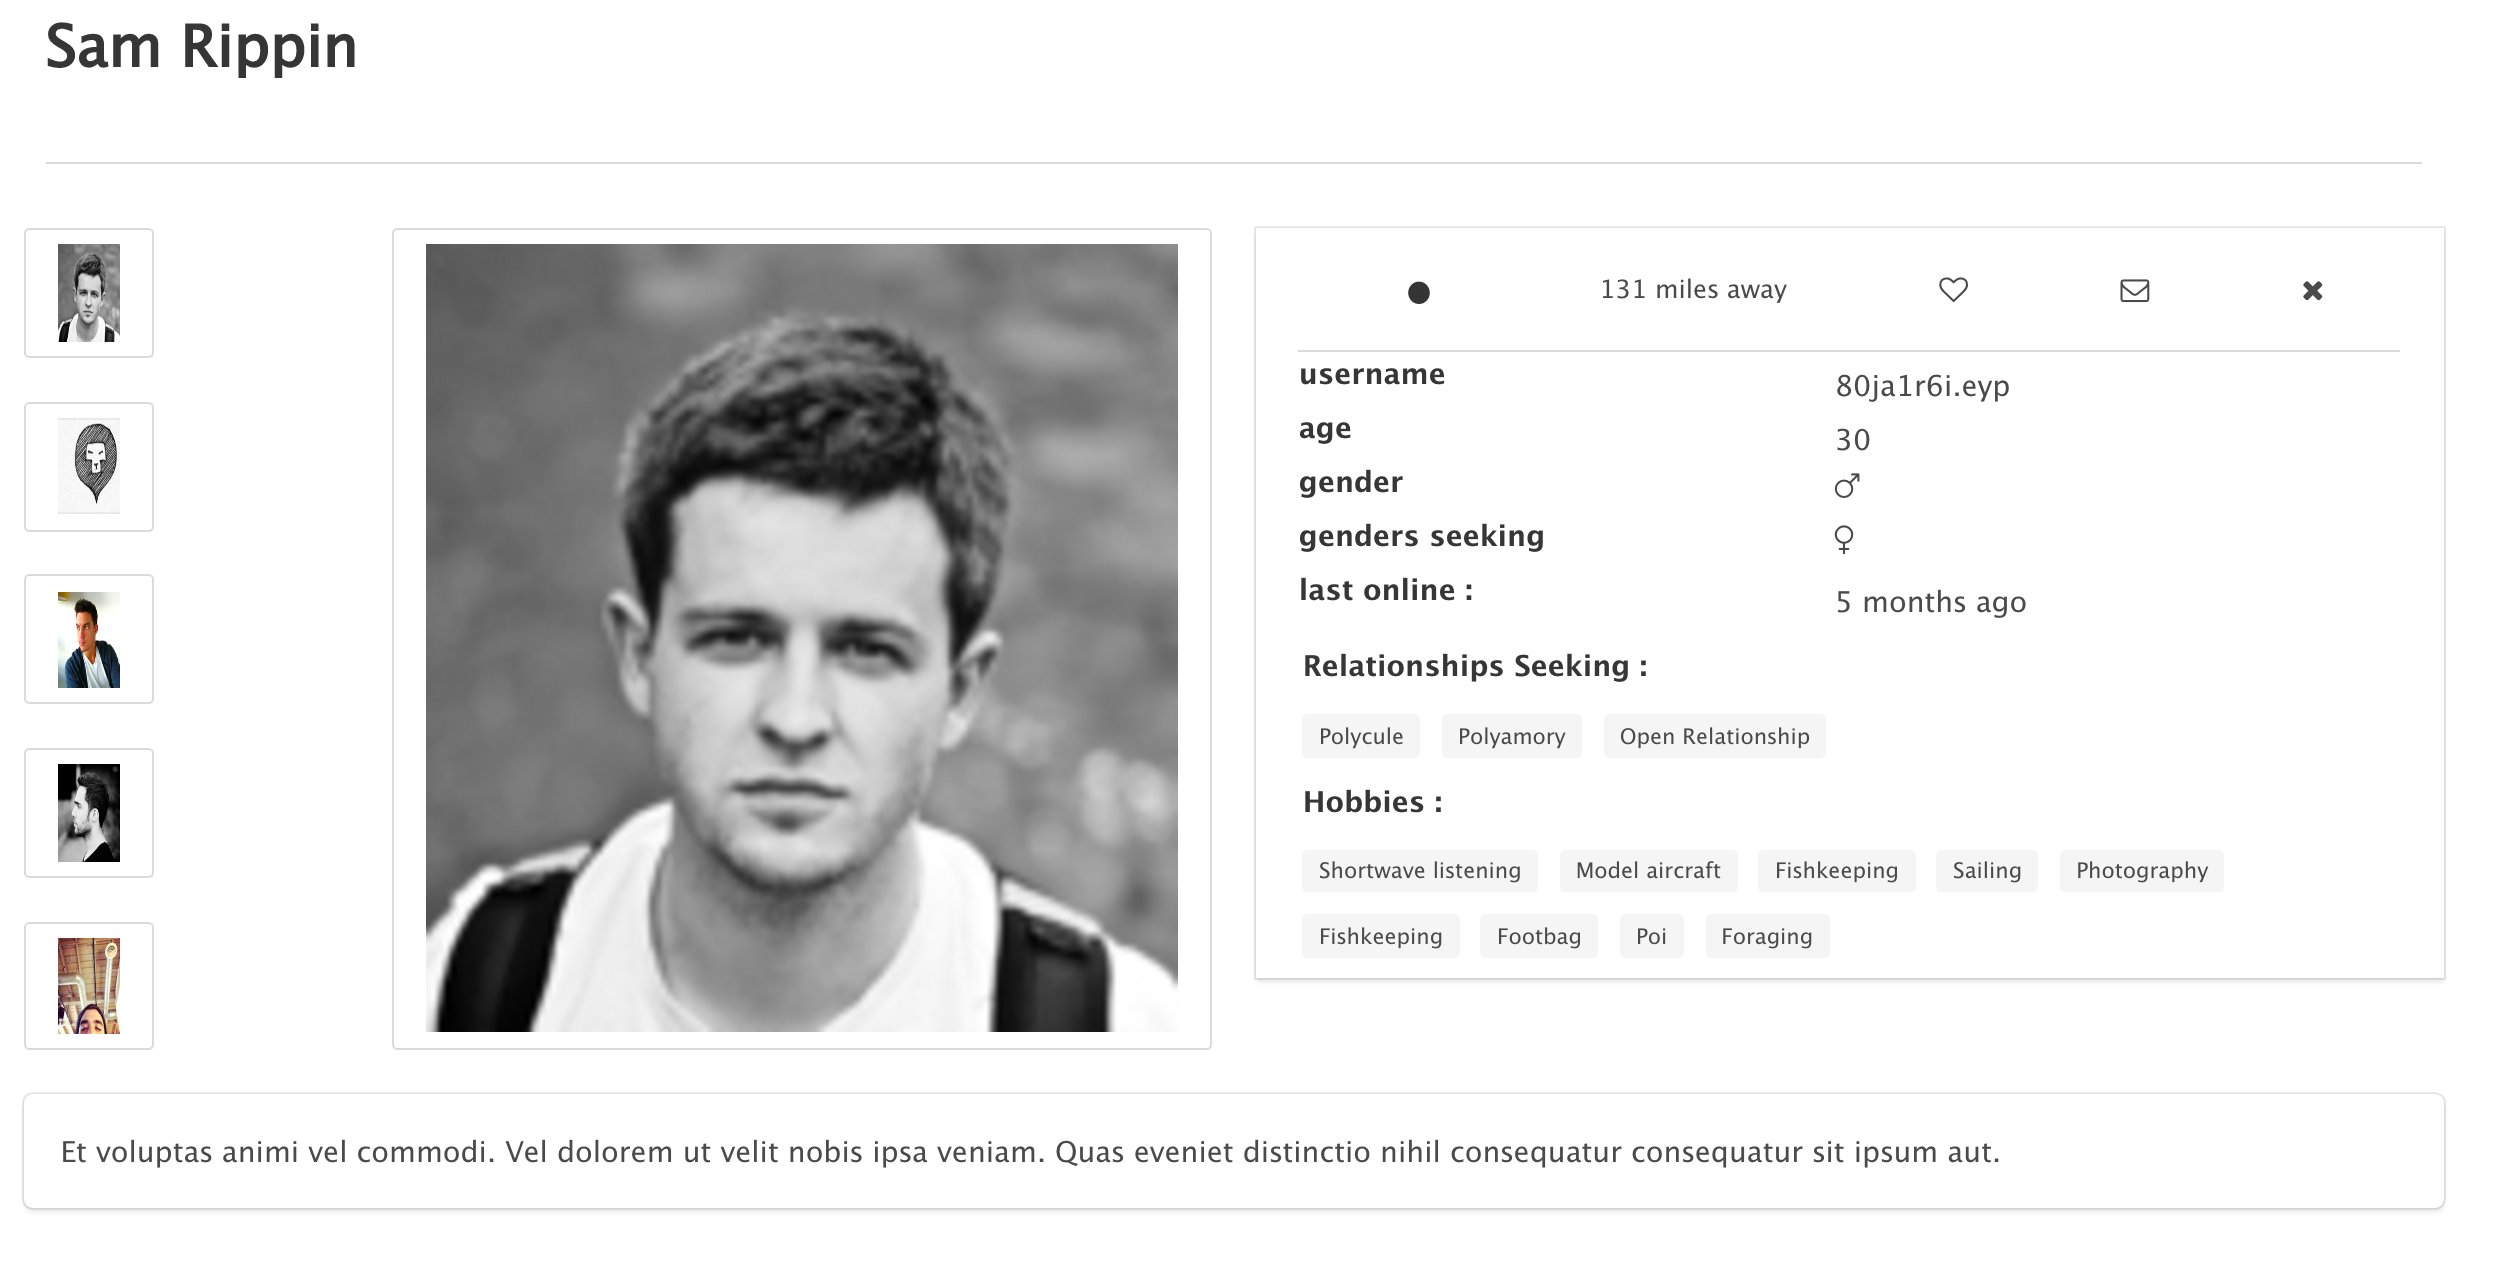 Sam Rippin
131 miles away
username 80ja1r6i.eyp
age 30
gender ♂
genders seeking ♀
last online : 5 months ago
Relationships Seeking :
Polycule Polyamory Open Relationship
Hobbies :
Shortwave listening Model aircraft Fishkeeping Sailing Photography
Fishkeeping Footbag Poi Foraging
Et voluptas animi vel commodi. Vel dolorem ut velit nobis ipsa veniam. Quas eveniet distinctio nihil consequatur consequatur sit ipsum aut.